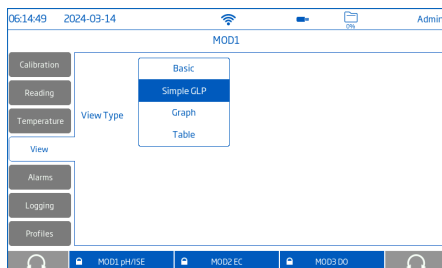 06:14:49 2024-03-14 0% Admin
MOD1
Calibration
Reading
Temperature
View
Alarms
Logging
Profiles
View Type
Basic
Simple GLP
Graph
Table
MOD1 pH/ISE MOD2 EC MOD3 DO